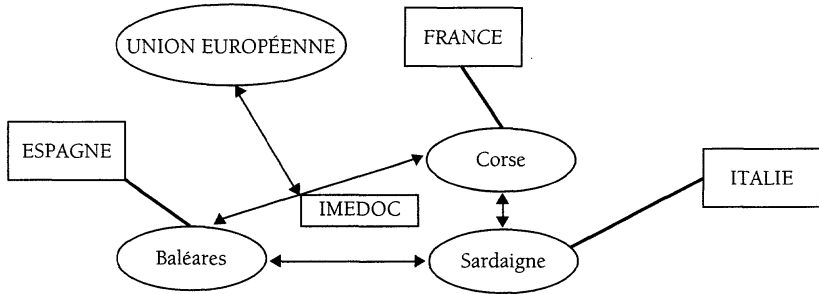 UNION EUROPÉENNE
FRANCE
ESPAGNE
Corse
ITALIE
IMEDOC
Baléares
Sardaigne